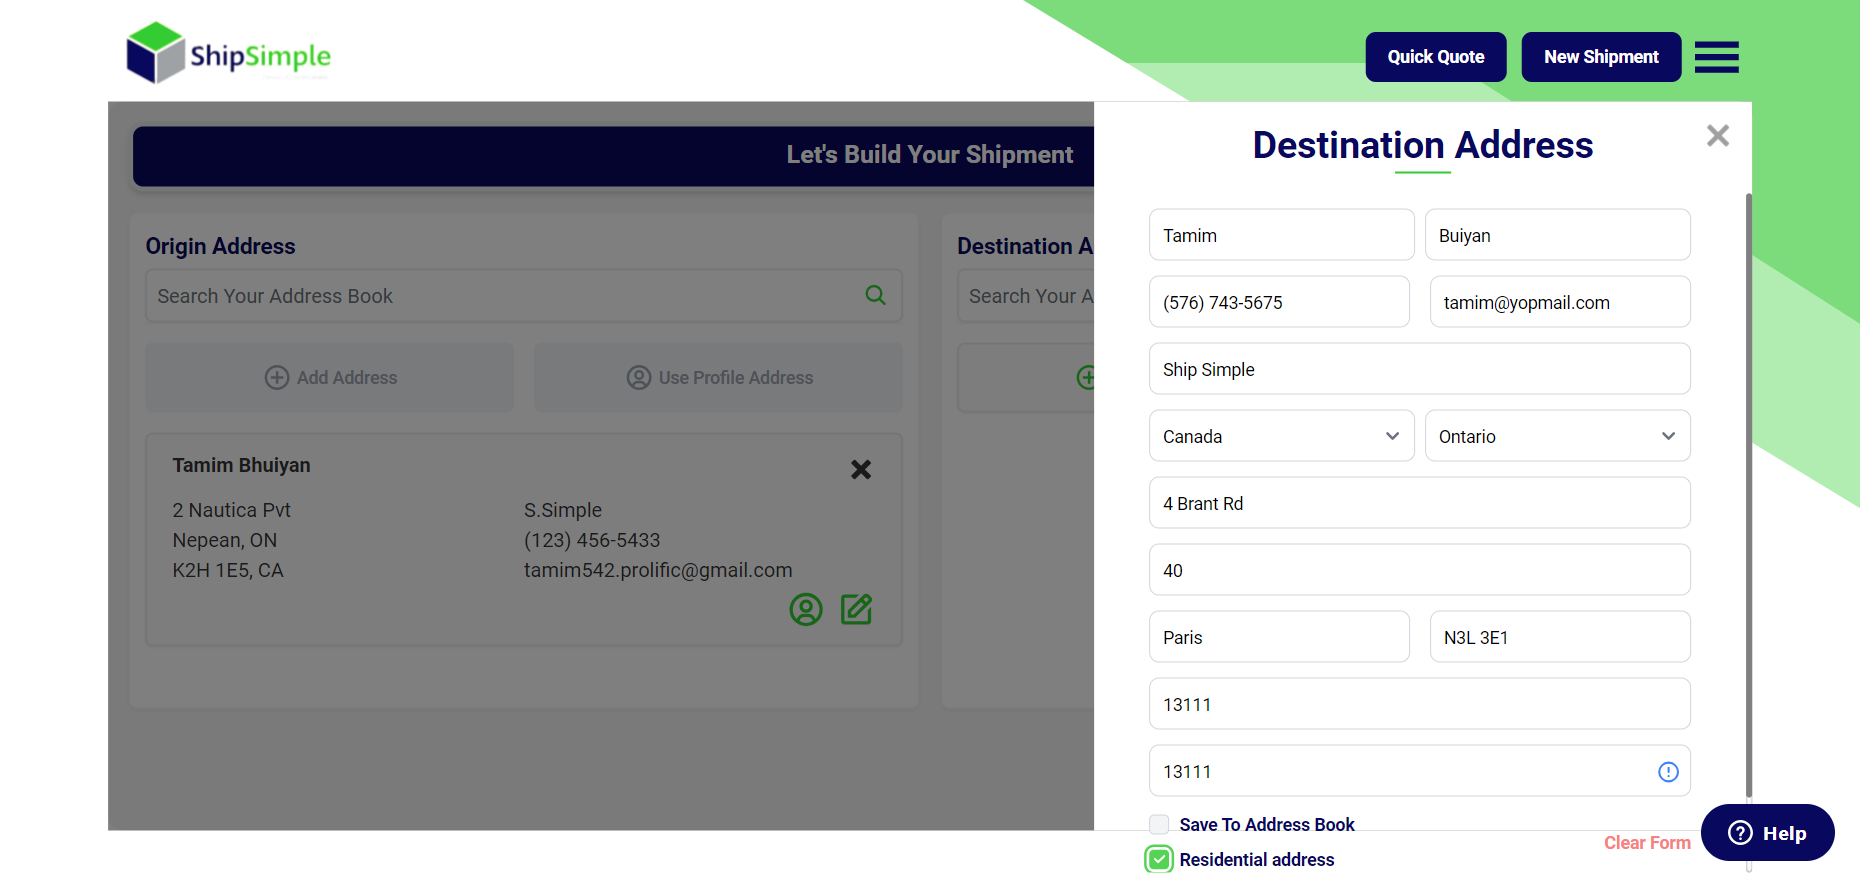 ShipSimple
Quick Quote
New Shipment
Let's Build Your Shipment
Origin Address
Search Your Address Book
Add Address
Use Profile Address
Tamim Bhuiyan
2 Nautica Pvt
Nepean, ON
K2H 1E5, CA
S.Simple
(123) 456-5433
tamim542.prolific@gmail.com
Destination A
Search Your A
Destination Address
Tamim
Buiyan
(576) 743-5675
tamim@yopmail.com
Ship Simple
Canada
Ontario
4 Brant Rd
40
Paris
N3L 3E1
13111
13111
Save To Address Book
Residential address
Clear Form
Help